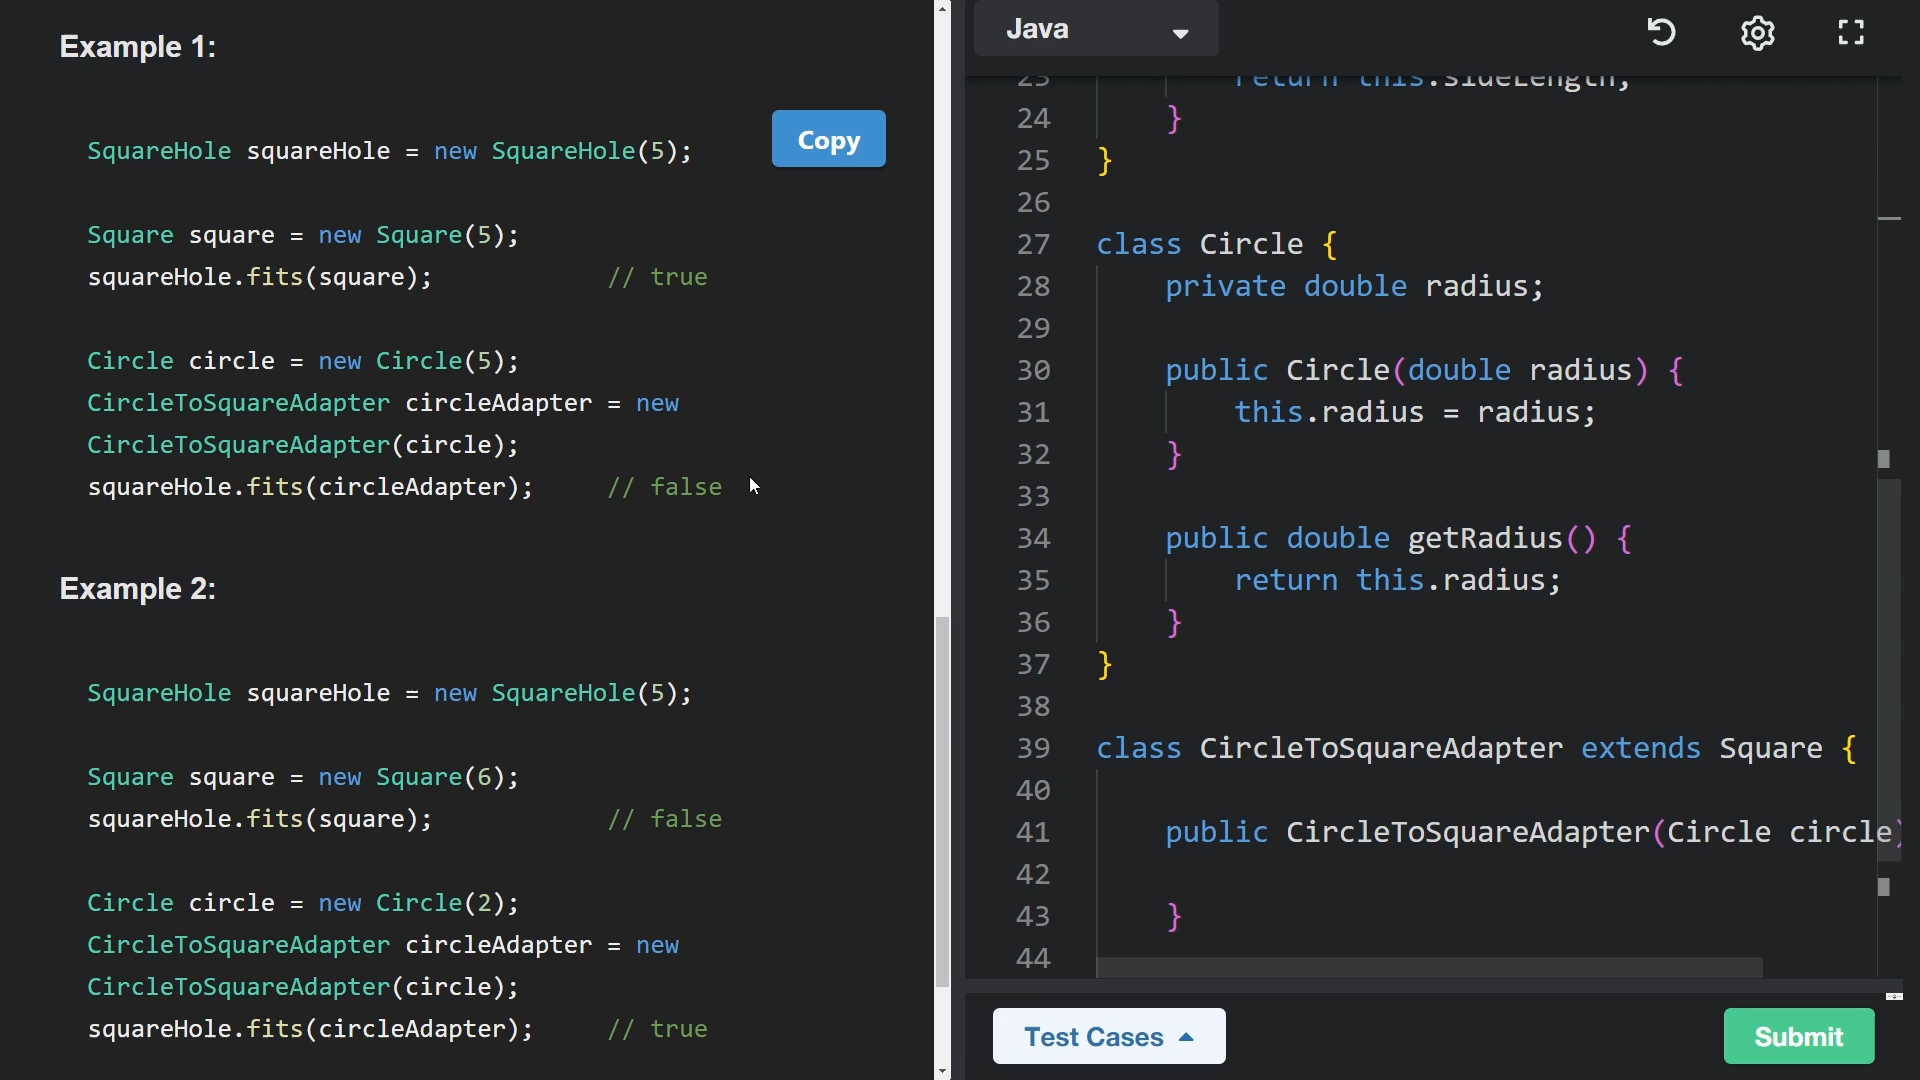 Example 1:
Copy
SquareHole squareHole = new SquareHole(5);
Square square = new Square(5);
squareHole.fits(square); // true
Circle circle = new Circle(5);
CircleToSquareAdapter circleAdapter = new
CircleToSquareAdapter(circle);
squareHole.fits(circleAdapter); // false
Example 2:
SquareHole squareHole = new SquareHole(5);
Square square = new Square(6);
squareHole.fits(square); // false
Circle circle = new Circle(2);
CircleToSquareAdapter circleAdapter = new
CircleToSquareAdapter(circle);
squareHole.fits(circleAdapter); // true
Java
23 return this.sideLength;
24 }
25 }
26
27 class Circle {
28 private double radius;
29
30 public Circle(double radius) {
31 this.radius = radius;
32 }
33
34 public double getRadius() {
35 return this.radius;
36 }
37 }
38
39 class CircleToSquareAdapter extends Square {
40
41 public CircleToSquareAdapter(Circle circle)
42
43 }
44
Test Cases
Submit